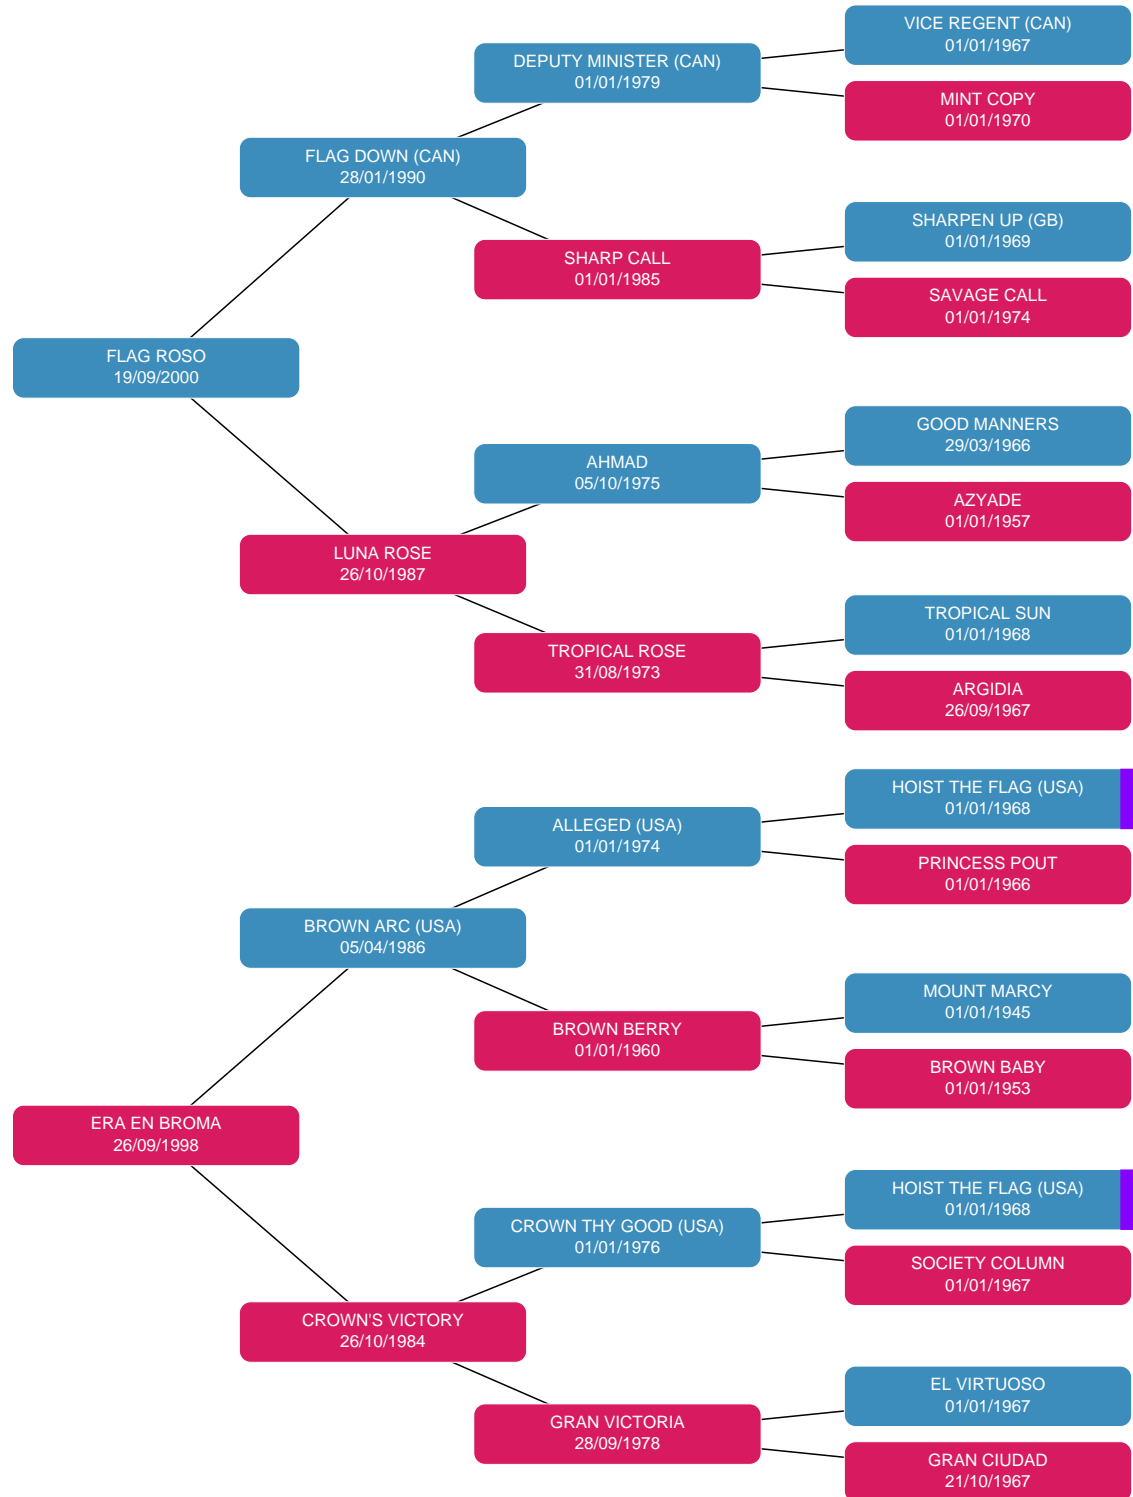 VICE REGENT (CAN)
01/01/1967
DEPUTY MINISTER (CAN)
01/01/1979
MINT COPY
01/01/1970
FLAG DOWN (CAN)
28/01/1990
SHARPEN UP (GB)
01/01/1969
SHARP CALL
01/01/1985
SAVAGE CALL
01/01/1974
FLAG ROSO
19/09/2000
GOOD MANNERS
29/03/1966
AHMAD
05/10/1975
AZYADE
01/01/1957
LUNA ROSE
26/10/1987
TROPICAL SUN
01/01/1968
TROPICAL ROSE
31/08/1973
ARGIDIA
26/09/1967
HOIST THE FLAG (USA)
01/01/1968
ALLEGED (USA)
01/01/1974
PRINCESS POUT
01/01/1966
BROWN ARC (USA)
05/04/1986
MOUNT MARCY
01/01/1945
BROWN BERRY
01/01/1960
BROWN BABY
01/01/1953
ERA EN BROMA
26/09/1998
HOIST THE FLAG (USA)
01/01/1968
CROWN THY GOOD (USA)
01/01/1976
SOCIETY COLUMN
01/01/1967
CROWN'S VICTORY
26/10/1984
EL VIRTUOSO
01/01/1967
GRAN VICTORIA
28/09/1978
GRAN CIUDAD
21/10/1967